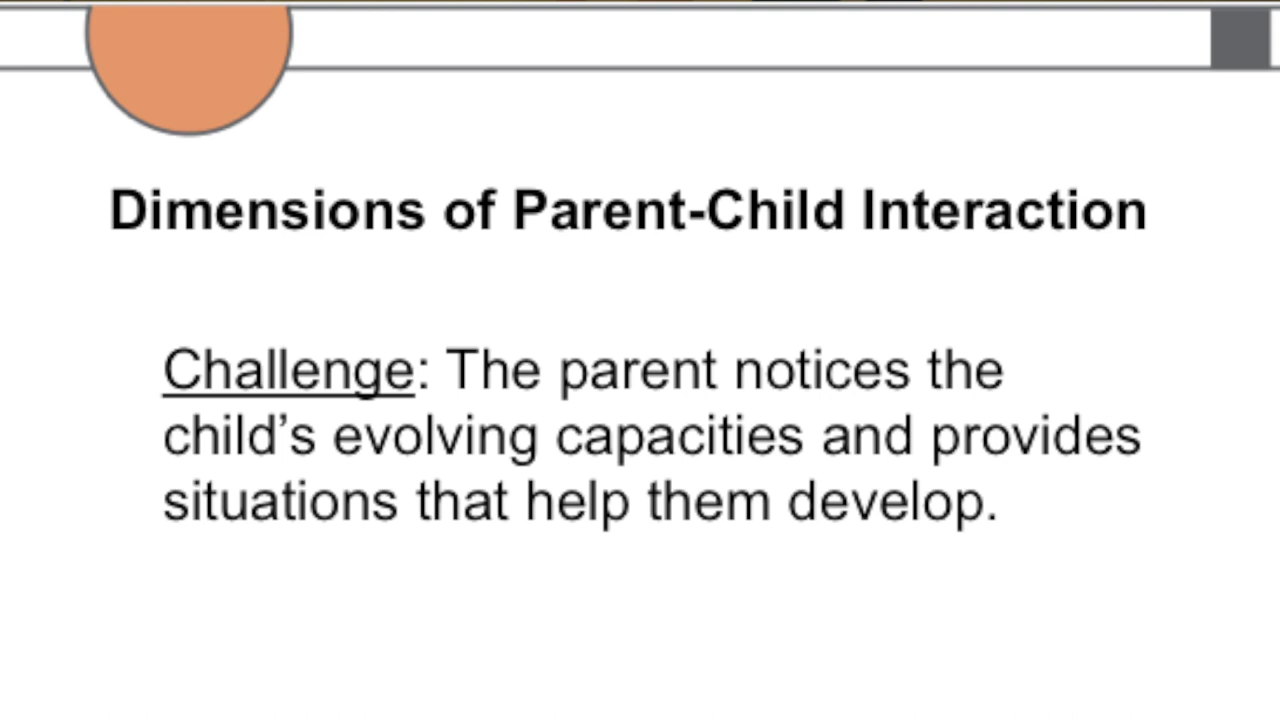 Dimensions of Parent-Child Interaction
Challenge: The parent notices the
child’s evolving capacities and provides
situations that help them develop.